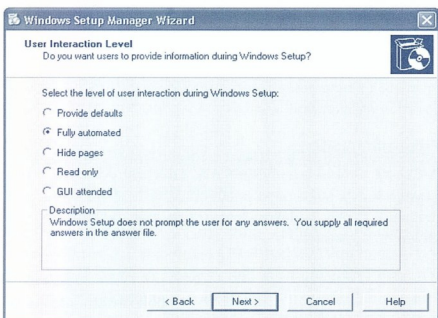 Windows Setup Manager Wizard
User Interaction Level
Do you want users to provide information during Windows Setup?
Select the level of user interaction during Windows Setup:
Provide defaults
Fully automated
Hide pages
Read only
GUI attended
Description
Windows Setup does not prompt the user for any answers. You supply all required
answers in the answer file.
< Back
Next >
Cancel
Help